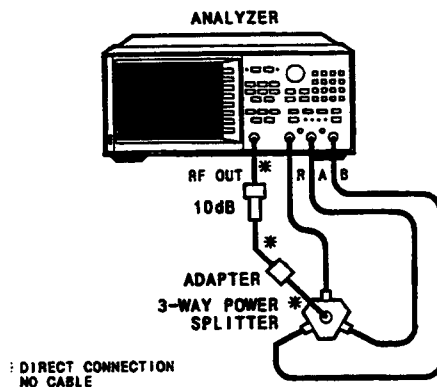 ANALYZER
RF OUT
R A B
10dB
ADAPTER
3-WAY POWER
SPLITTER
DIRECT CONNECTION
NO CABLE